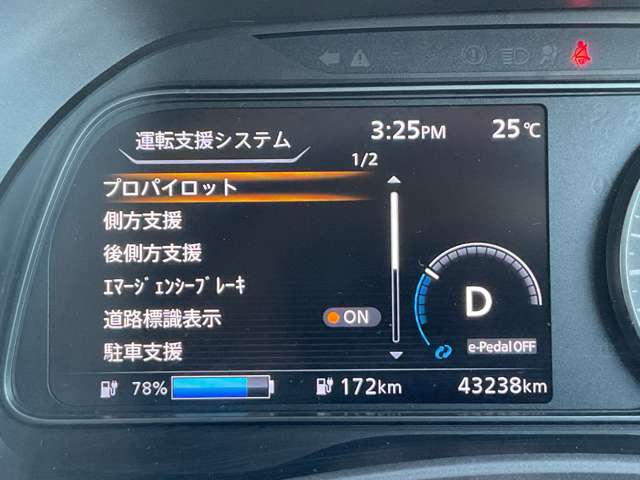 運転支援システム
3:25PM
25℃
1/2
プロパイロット
側方支援
後側方支援
ｴﾏｰｼﾞｪﾝｼｰﾌﾞﾚｰｷ
道路標識表示 ON
駐車支援
D
e-Pedal OFF
78%
172km
43238km